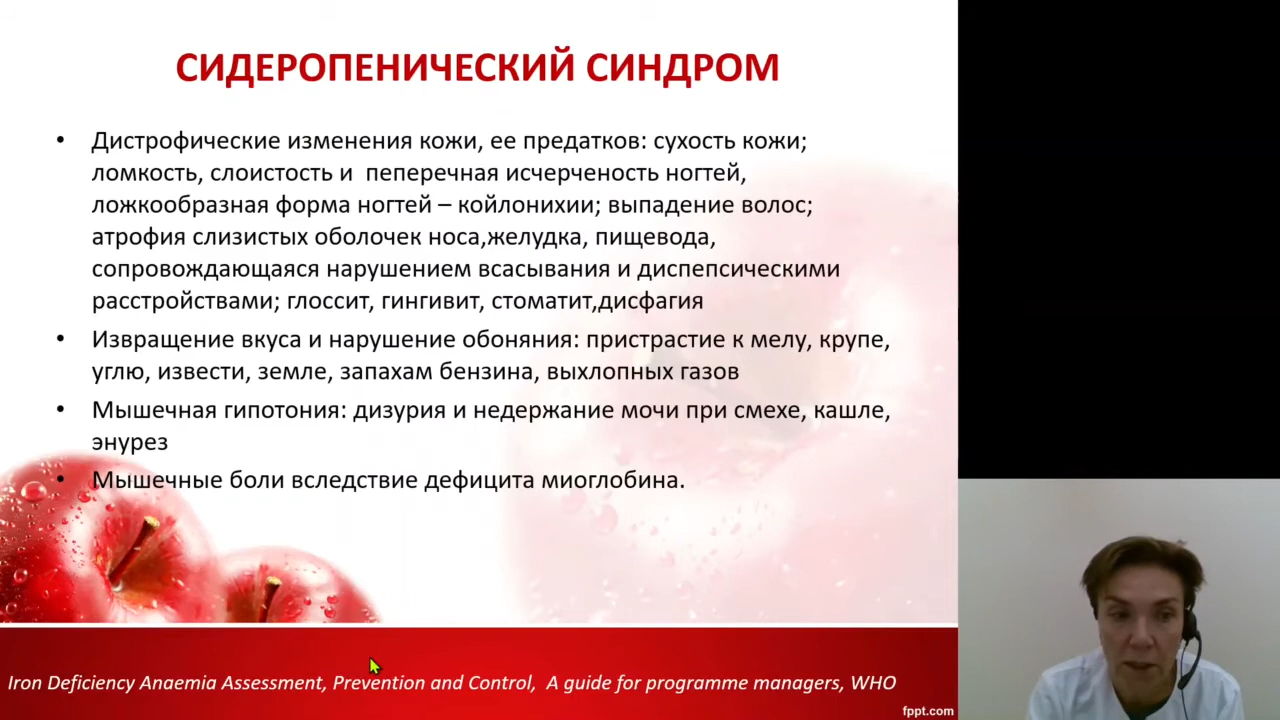 СИДЕРОПЕНИЧЕСКИЙ СИНДРОМ
• Дистрофические изменения кожи, ее предатков: сухость кожи;
ломкость, слоистость и пеперечная исчерченость ногтей,
ложкообразная форма ногтей – койлонихии; выпадение волос;
атрофия слизистых оболочек носа,желудка, пищевода,
сопровождающаяся нарушением всасывания и диспепсическими
расстройствами; глоссит, гингивит, стоматит,дисфагия
• Извращение вкуса и нарушение обоняния: пристрастие к мелу, крупе,
углю, извести, земле, запахам бензина, выхлопных газов
• Мышечная гипотония: дизурия и недержание мочи при смехе, кашле,
энурез
• Мышечные боли вследствие дефицита миоглобина.
Iron Deficiency Anaemia Assessment, Prevention and Control, A guide for programme managers, WHO
fppt.com